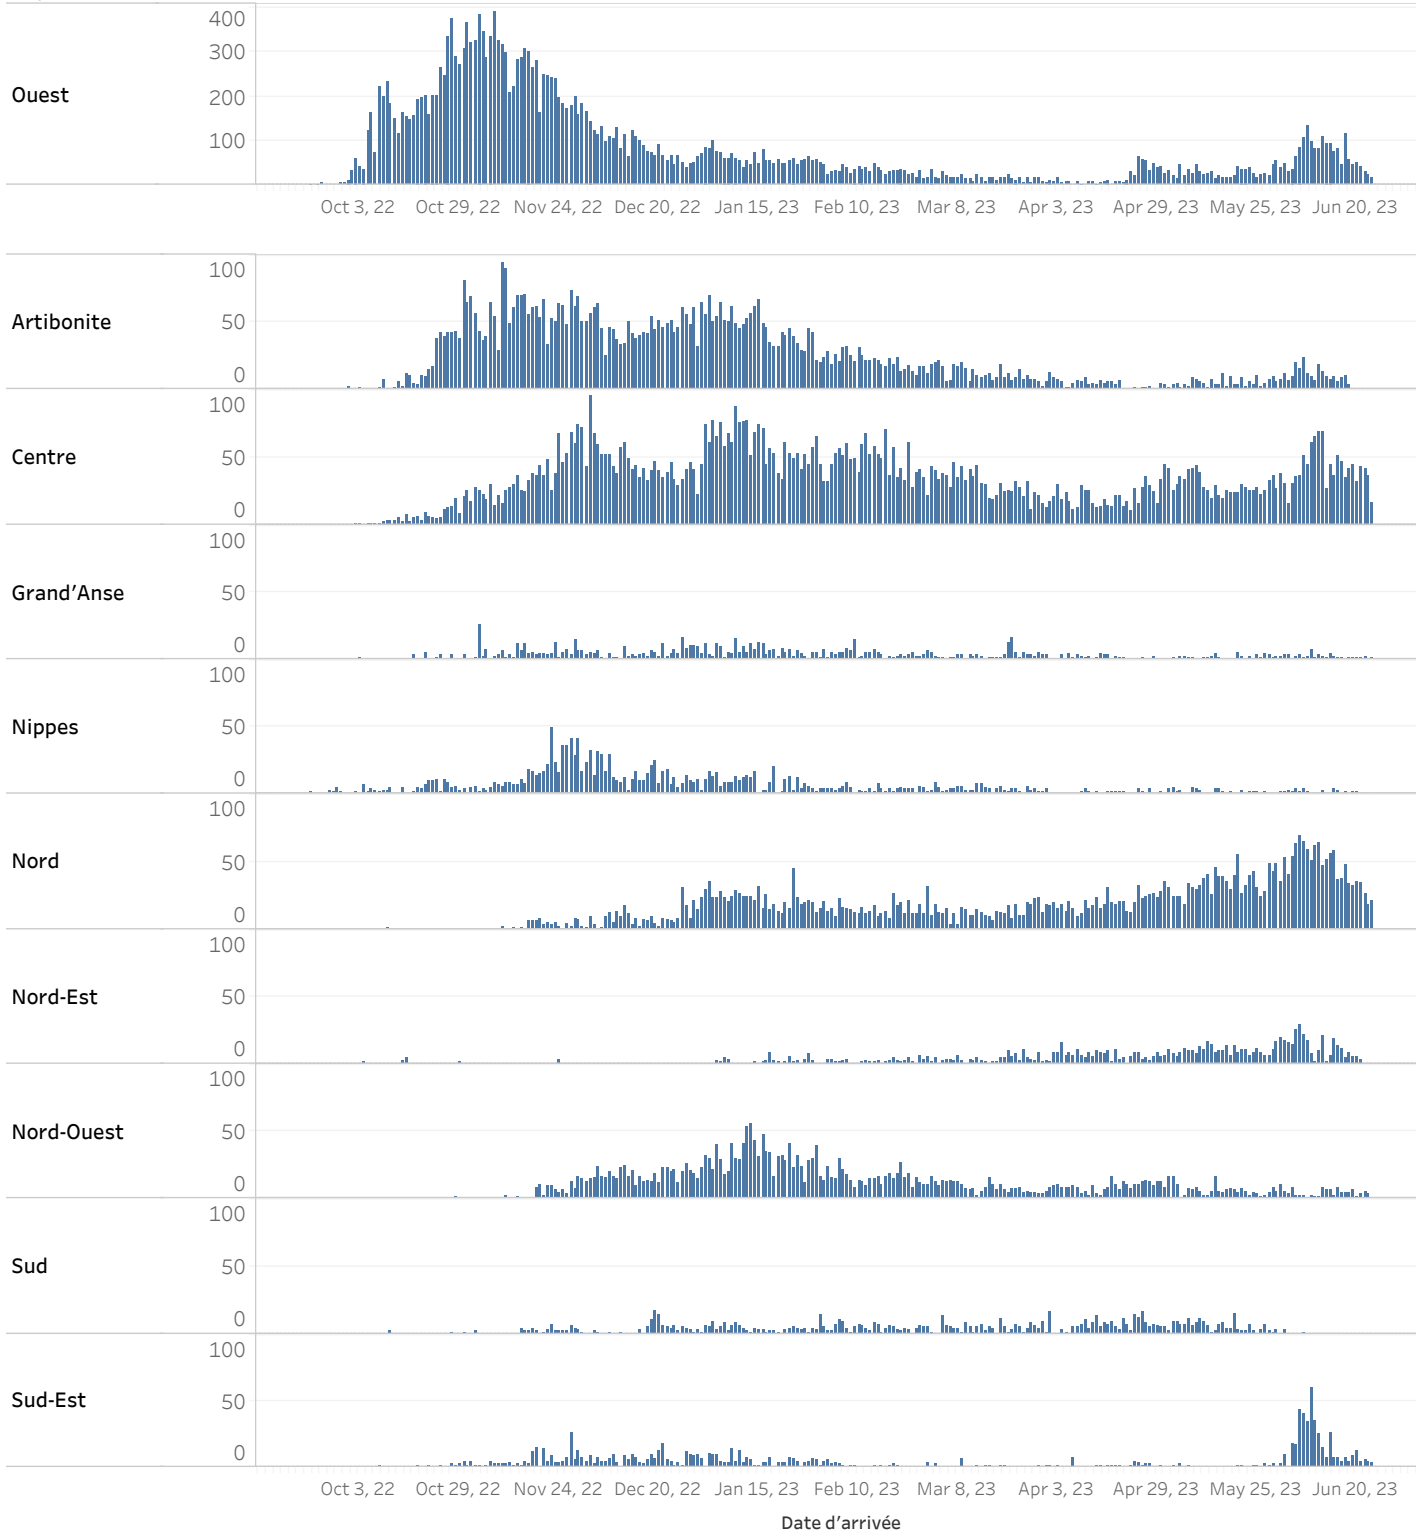 400
300
Ouest
200
100
Oct 3, 22 Oct 29, 22 Nov 24, 22 Dec 20, 22 Jan 15, 23 Feb 10, 23 Mar 8, 23 Apr 3, 23 Apr 29, 23 May 25, 23 Jun 20, 23
100
Artibonite
50
0
100
Centre
50
0
100
Grand'Anse
50
0
100
Nippes
50
0
100
Nord
50
0
100
Nord-Est
50
0
100
Nord-Ouest
50
0
100
Sud
50
0
100
Sud-Est
50
0
Oct 3, 22 Oct 29, 22 Nov 24, 22 Dec 20, 22 Jan 15, 23 Feb 10, 23 Mar 8, 23 Apr 3, 23 Apr 29, 23 May 25, 23 Jun 20, 23
Date d'arrivée